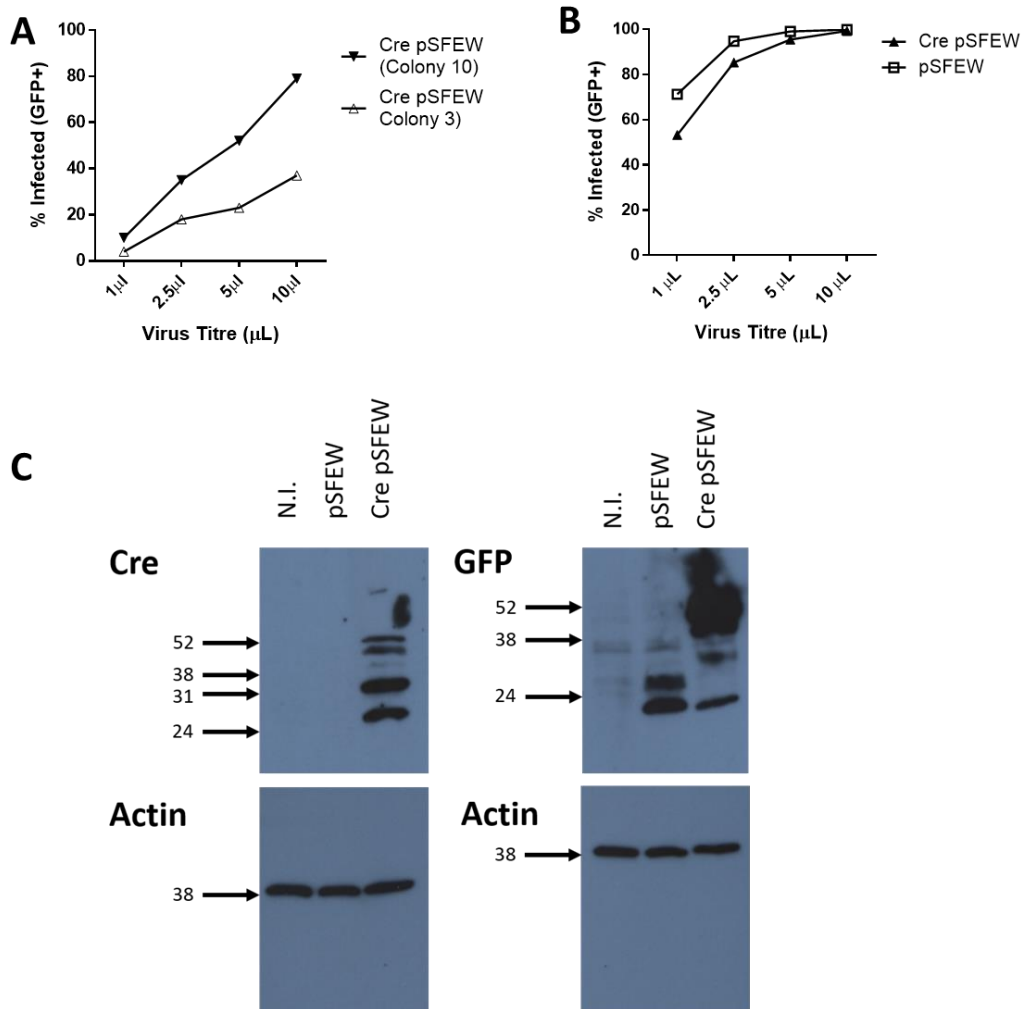 A
100
80
60
40
20
0
% Infected (GFP+)
1µl
2.5µl
5µl
10µl
Virus Titre (µL)
Cre pSFEW
(Colony 10)
Cre pSFEW
Colony 3)
B
100
80
60
40
20
0
% Infected (GFP+)
1 µL
2.5 µL
5 µL
10 µL
Virus Titre (µL)
Cre pSFEW
pSFEW
C
N.I.
pSFEW
Cre pSFEW
Cre
52
38
31
24
Actin
38
N.I.
pSFEW
Cre pSFEW
GFP
52
38
24
Actin
38